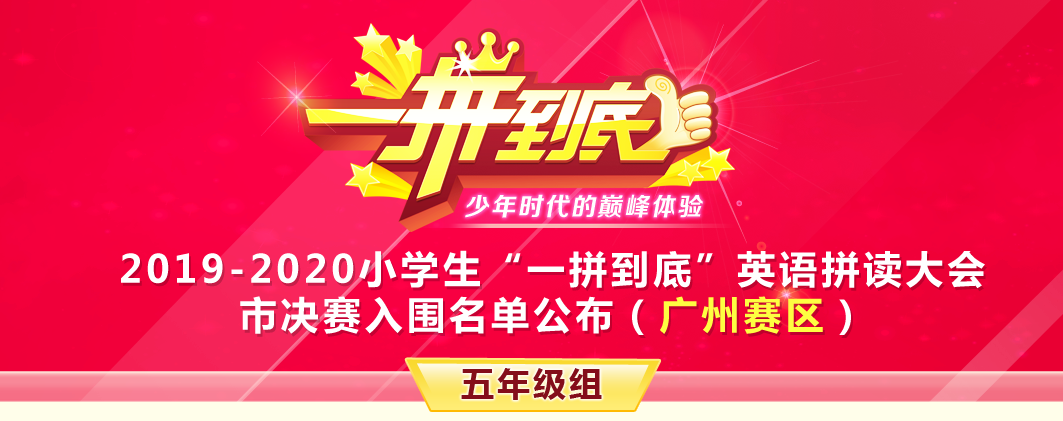 一拼到底
少年时代的巅峰体验
2019-2020小学生“一拼到底”英语拼读大会
市决赛入围名单公布（广州赛区）
五年级组